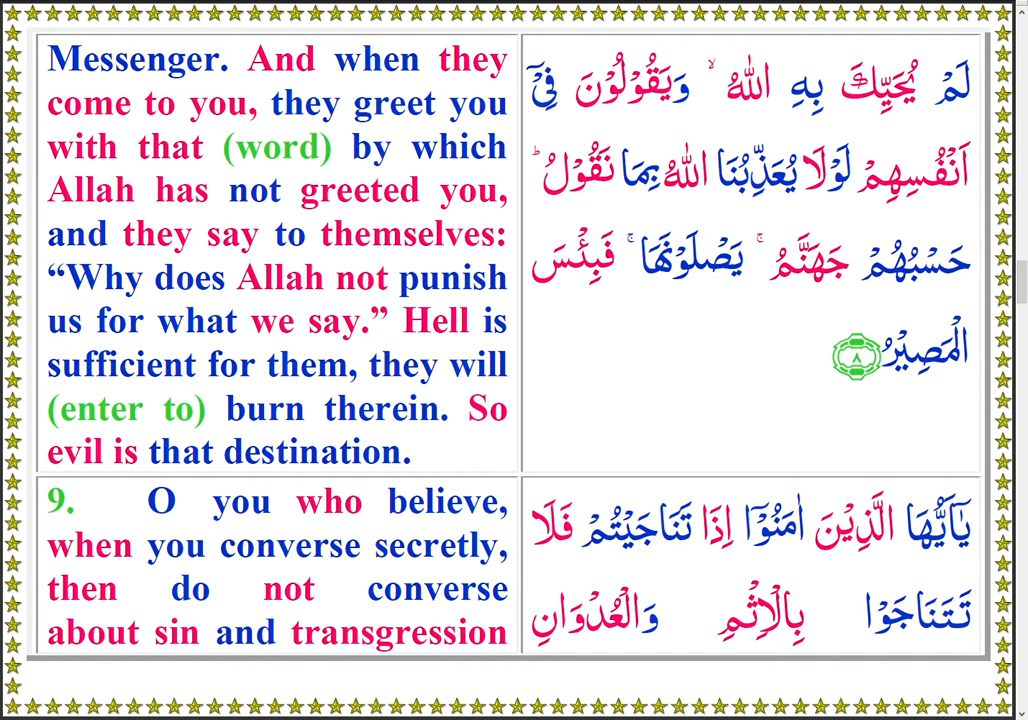 Messenger. And when they
come to you, they greet you
with that (word) by which
Allah has not greeted you,
and they say to themselves:
“Why does Allah not punish
us for what we say.” Hell is
sufficient for them, they will
(enter to) burn therein. So
evil is that destination.
لَمْ يُحَيِّكَ بِهِ اللّٰهُ ۙ وَيَقُوْلُوْنَ فِىْۤ
اَنْفُسِهِمْ لَوْلَا يُعَذِّبُنَا اللّٰهُ بِمَا نَقُوْلُ ؕ
حَسْبُهُمْ جَهَنَّمُ ۚ يَصْلَوْنَهَا ۚ فَبِئْسَ
الْمَصِيْرُ ٨
9. O you who believe,
when you converse secretly,
then do not converse
about sin and transgression
يٰۤاَيُّهَا الَّذِيْنَ اٰمَنُوْۤا اِذَا تَنَاجَيْتُمْ فَلَا
تَتَنَاجَوْا بِالْاِثْمِ وَالْعُدْوَانِ